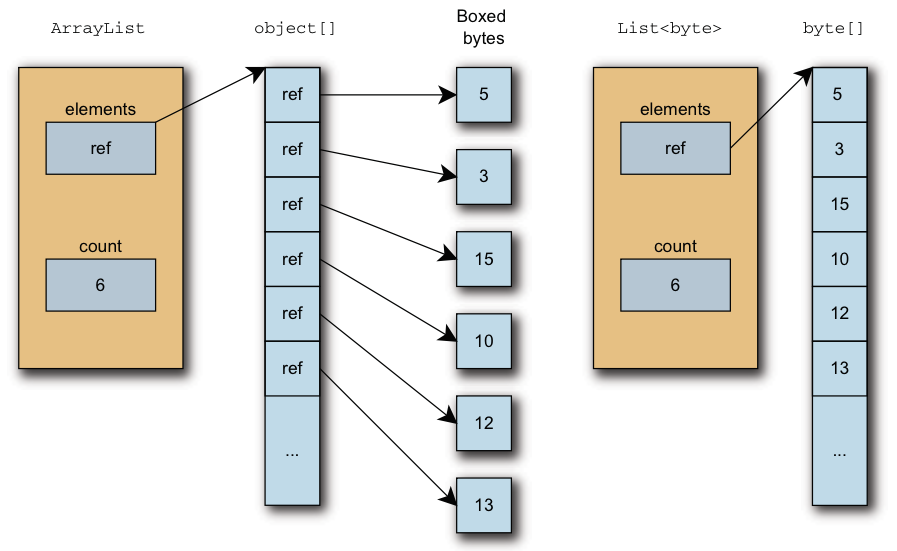 ArrayList
object[]
Boxed
bytes
List<byte>
byte[]
elements
ref
count
6
ref
ref
ref
ref
ref
ref
...
5
3
15
10
12
13
elements
ref
count
6
5
3
15
10
12
13
...